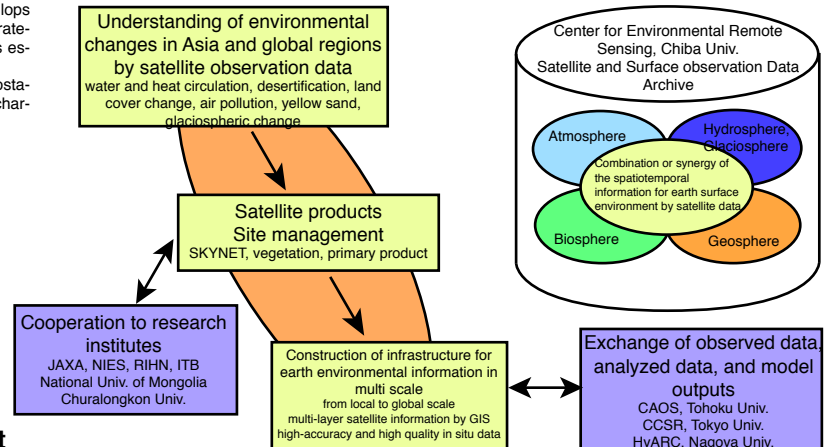 lops
rate-
s es-
osta-
char-
Understanding of environmental
changes in Asia and global regions
by satellite observation data
water and heat circulation, desertification, land
cover change, air pollution, yellow sand,
glaciospheric change
Satellite products
Site management
SKYNET, vegetation, primary product
Cooperation to research
institutes
JAXA, NIES, RIHN, ITB
National Univ. of Mongolia
Churalongkon Univ.
Construction of infrastructure for
earth environmental information in
multi scale
from local to global scale
multi-layer satellite information by GIS
high-accuracy and high quality in situ data
Center for Environmental Remote
Sensing, Chiba Univ.
Satellite and Surface observation Data
Archive
Atmosphere
Hydrosphere,
Glaciosphere
Combination or synergy of
the spatiotemporal
information for earth surface
environment by satellite data
Biosphere
Geosphere
Exchange of observed data,
analyzed data, and model
outputs
CAOS, Tohoku Univ.
CCSR, Tokyo Univ.
HyARC, Nagoya Univ.